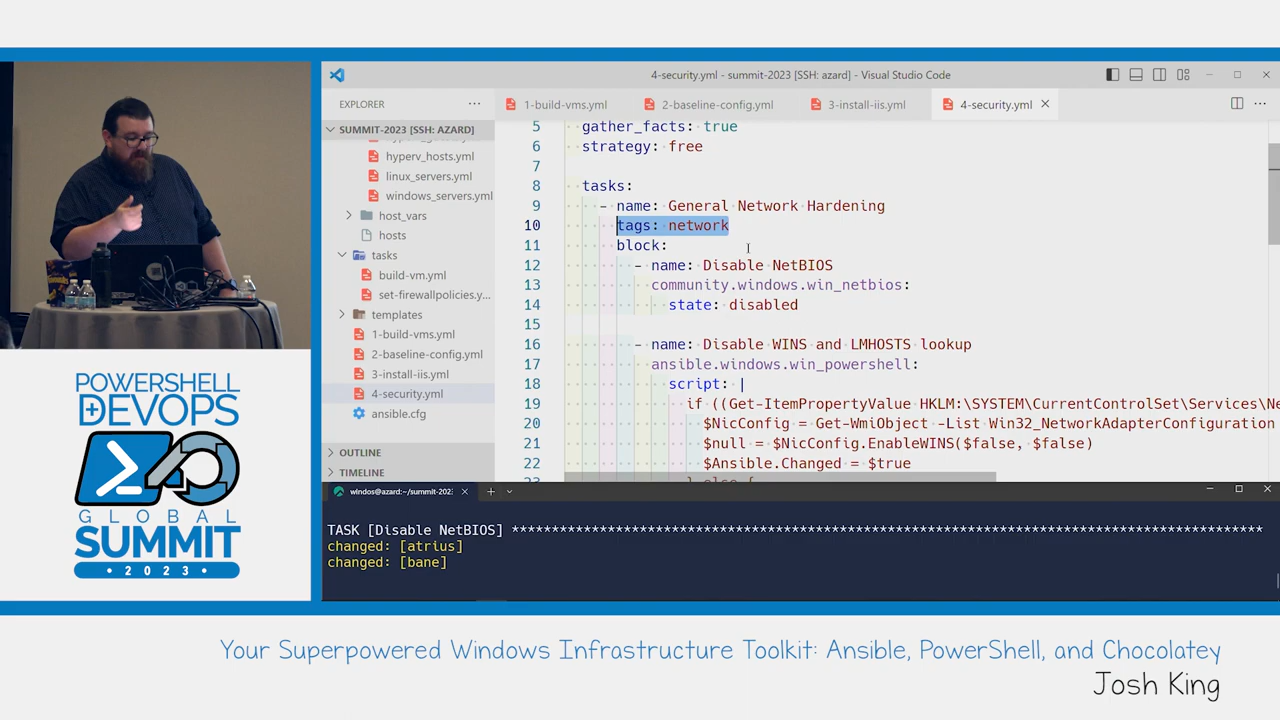 4-security.yml - summit-2023 [SSH: azard] - Visual Studio Code
EXPLORER
1-build-vms.yml
2-baseline-config.yml
3-install-iis.yml
4-security.yml
SUMMIT-2023 [SSH: AZARD]
hyperv_hosts.yml
linux_servers.yml
windows_servers.yml
host_vars
hosts
tasks
build-vm.yml
set-firewallpolicies.y...
templates
1-build-vms.yml
2-baseline-config.yml
3-install-iis.yml
4-security.yml
ansible.cfg
OUTLINE
TIMELINE
5 gather_facts: true
6 strategy: free
7
8 tasks:
9 - name: General Network Hardening
10 tags: network
11 block:
12 - name: Disable NetBIOS
13 community.windows.win_netbios:
14 state: disabled
15
16 - name: Disable WINS and LMHOSTS lookup
17 ansible.windows.win_powershell:
18 script: |
19 if ((Get-ItemPropertyValue HKLM:\SYSTEM\CurrentControlSet\Services\Ne
20 $NicConfig = Get-WmiObject -List Win32_NetworkAdapterConfiguration
21 $null = $NicConfig.EnableWINS($false, $false)
22 $Ansible.Changed = $true
} else {
windos@azard:~/summit-202
TASK [Disable NetBIOS] ****************************************************************************************
changed: [atrius]
changed: [bane]
POWERSHELL
+ DEVOPS
GLOBAL
SUMMIT
• 2023 •
Your Superpowered Windows Infrastructure Toolkit: Ansible, PowerShell, and Chocolatey
Josh King